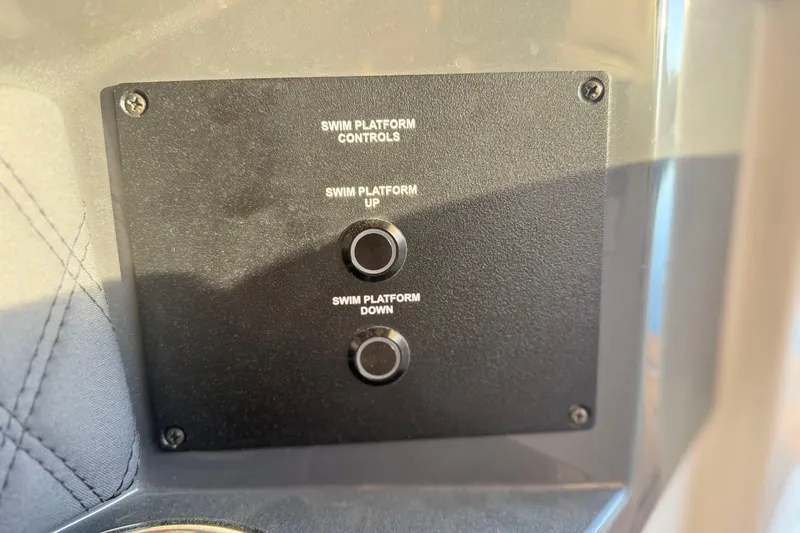 SWIM PLATFORM
CONTROLS
SWIM PLATFORM
UP
SWIM PLATFORM
DOWN